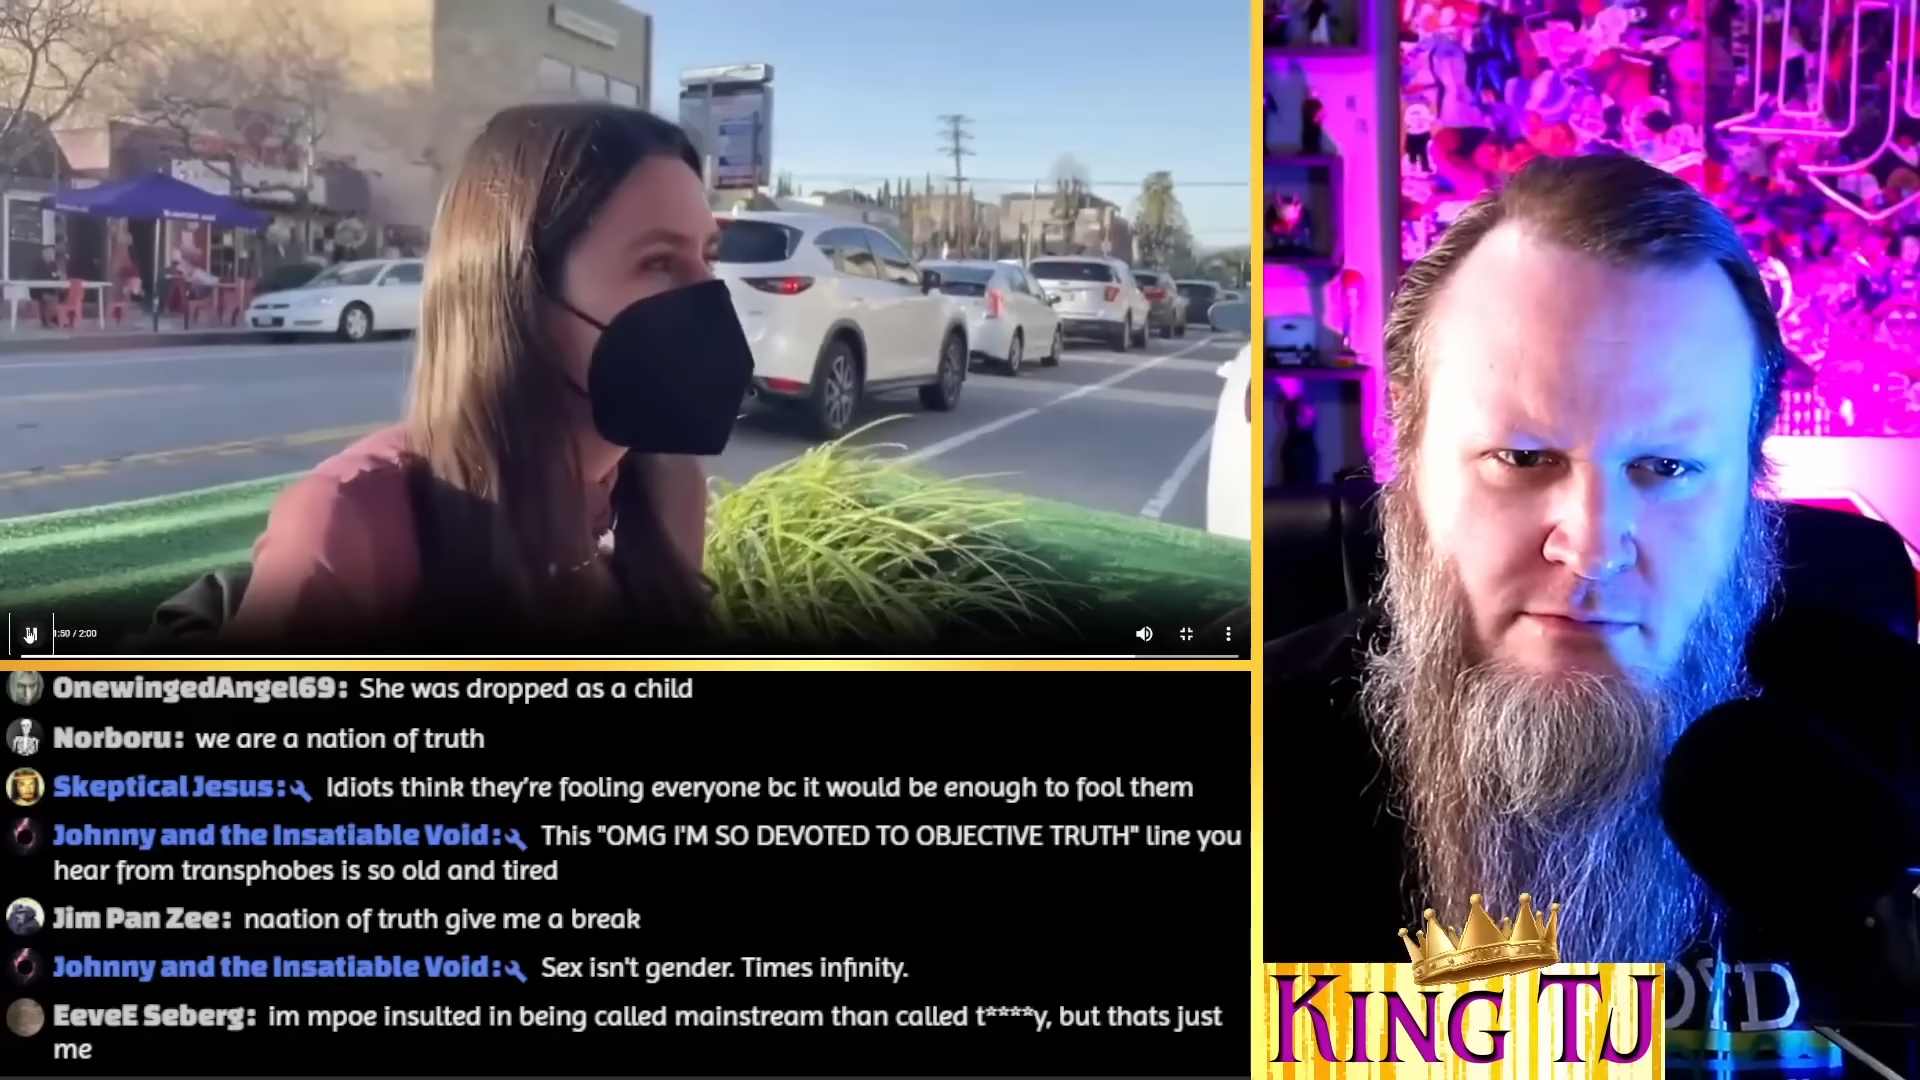 1:50 / 2:00
OnewingedAngel69: She was dropped as a child
Norboru: we are a nation of truth
Skeptical Jesus: Idiots think they're fooling everyone bc it would be enough to fool them
Johnny and the Insatiable Void: This "OMG I'M SO DEVOTED TO OBJECTIVE TRUTH" line you
hear from transphobes is so old and tired
Jim Pan Zee: naation of truth give me a break
Johnny and the Insatiable Void: Sex isn't gender. Times infinity.
EeveE Seberg: im mpoe insulted in being called mainstream than called t****y, but thats just
me
KING TJ